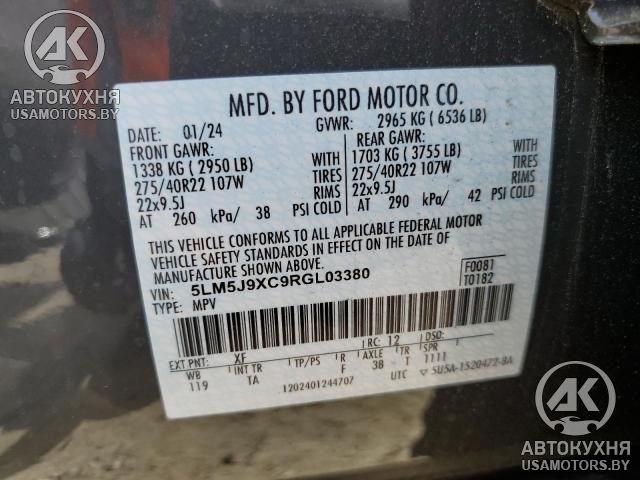 AK
АВТОКУХНЯ
USAMOTORS.BY
MFD. BY FORD MOTOR CO.
DATE: 01/24 GVWR: 2965 KG ( 6536 LB)
FRONT GAWR: REAR GAWR:
1338 KG ( 2950 LB) WITH 1703 KG ( 3755 LB) WITH
275/40R22 107W TIRES 275/40R22 107W TIRES
22x9.5J RIMS 22x9.5J RIMS
AT 260 kPa/ 38 PSI COLD AT 290 kPa/ 42 PSI COLD
THIS VEHICLE CONFORMS TO ALL APPLICABLE FEDERAL MOTOR
VEHICLE SAFETY STANDARDS IN EFFECT ON THE DATE OF
MANUFACTURE SHOWN ABOVE.
VIN: 5LM5J9XC9RGL03380 F0081
TYPE: MPV T0182
EXT PNT: XF RC: 12 DSO:
WB INT TR TP/PS R AXLE TR SPR
119 TA F 3B T 1111
1202401244707 UTC ▽ 5U5A-1520472-BA
AK
АВТОКУХНЯ
USAMOTORS.BY